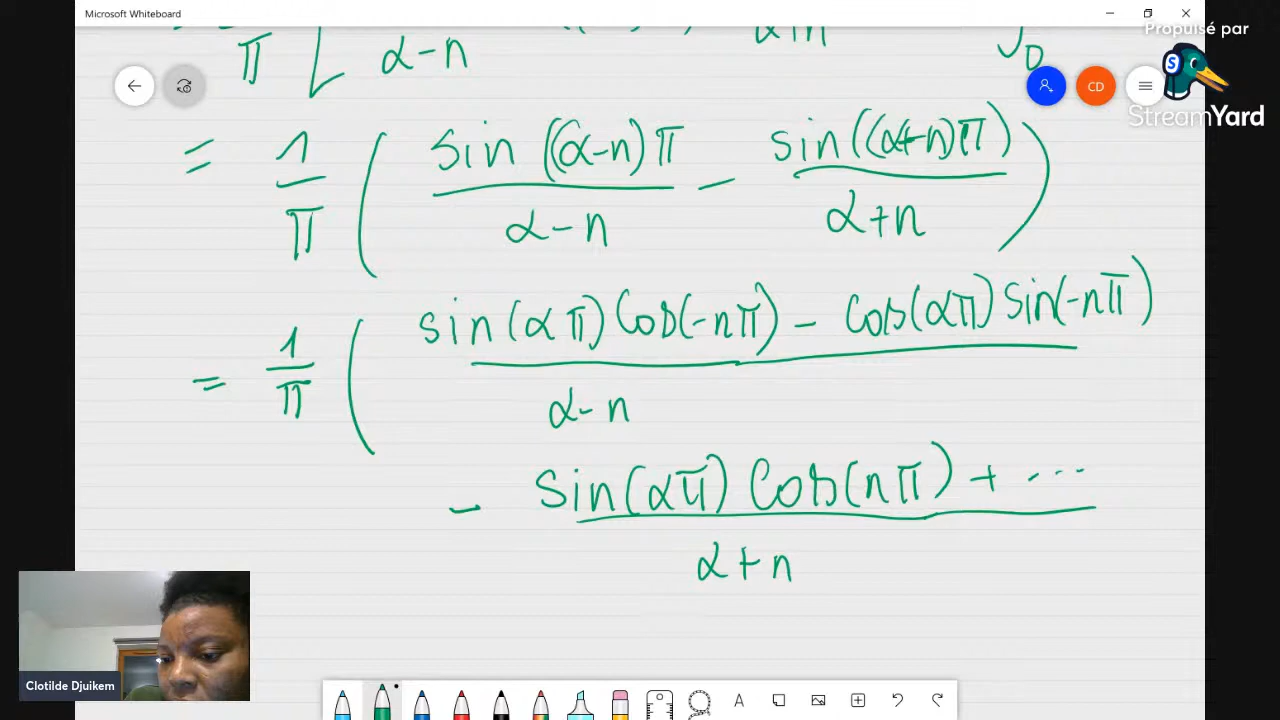 Microsoft Whiteboard
Propulsé par
StreamYard
CD
π [ α-n
α+n ]0
= 1/π ( sin((α-n)π / α-n - sin((α+n)π) / α+n )
= 1/π ( sin(απ) Cos(-nπ) - cos(απ) sin(-nπ) ) / α-n
- sin(απ) Cos(nπ) + ... / α+n
Clotilde Djuikem
A